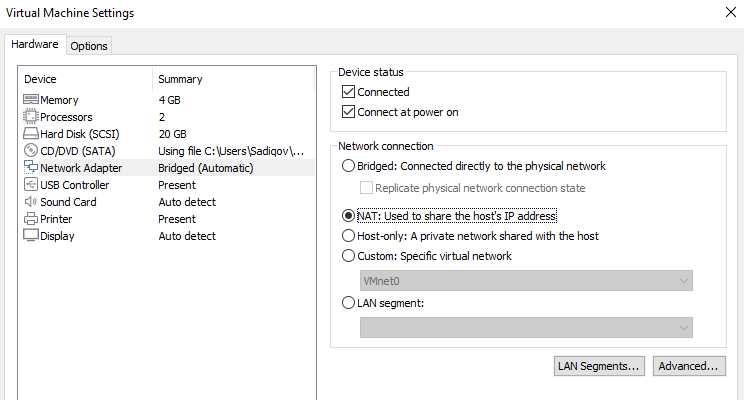 Virtual Machine Settings
Hardware Options
Device Summary
Memory 4 GB
Processors 2
Hard Disk (SCSI) 20 GB
CD/DVD (SATA) Using file C:\Users\Sadiqov\...
Network Adapter Bridged (Automatic)
USB Controller Present
Sound Card Auto detect
Printer Present
Display Auto detect
Device status
Connected
Connect at power on
Network connection
Bridged: Connected directly to the physical network
Replicate physical network connection state
NAT: Used to share the host's IP address
Host-only: A private network shared with the host
Custom: Specific virtual network
VMnet0
LAN segment:
LAN Segments... Advanced...